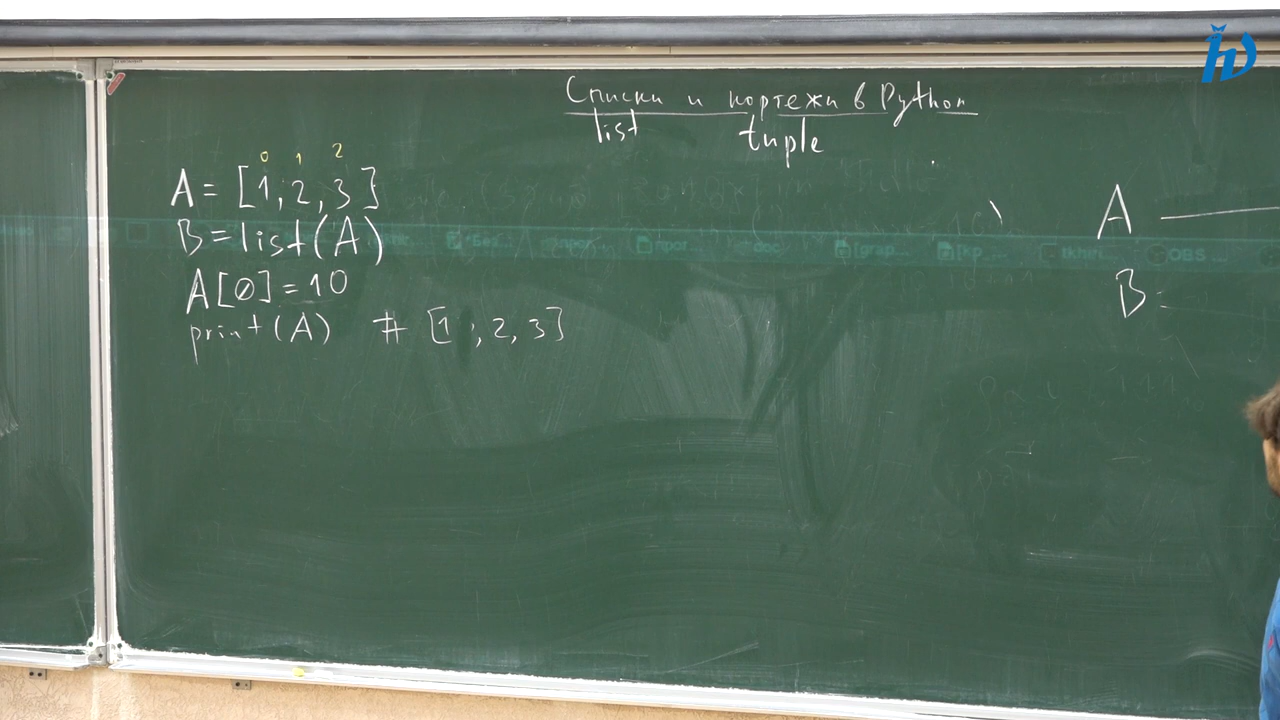 Списки и кортежи в Python
list tuple
0 1 2
A = [1, 2, 3]
B = list(A)
A[0] = 10
print(A) # [1 , 2, 3]
A
B